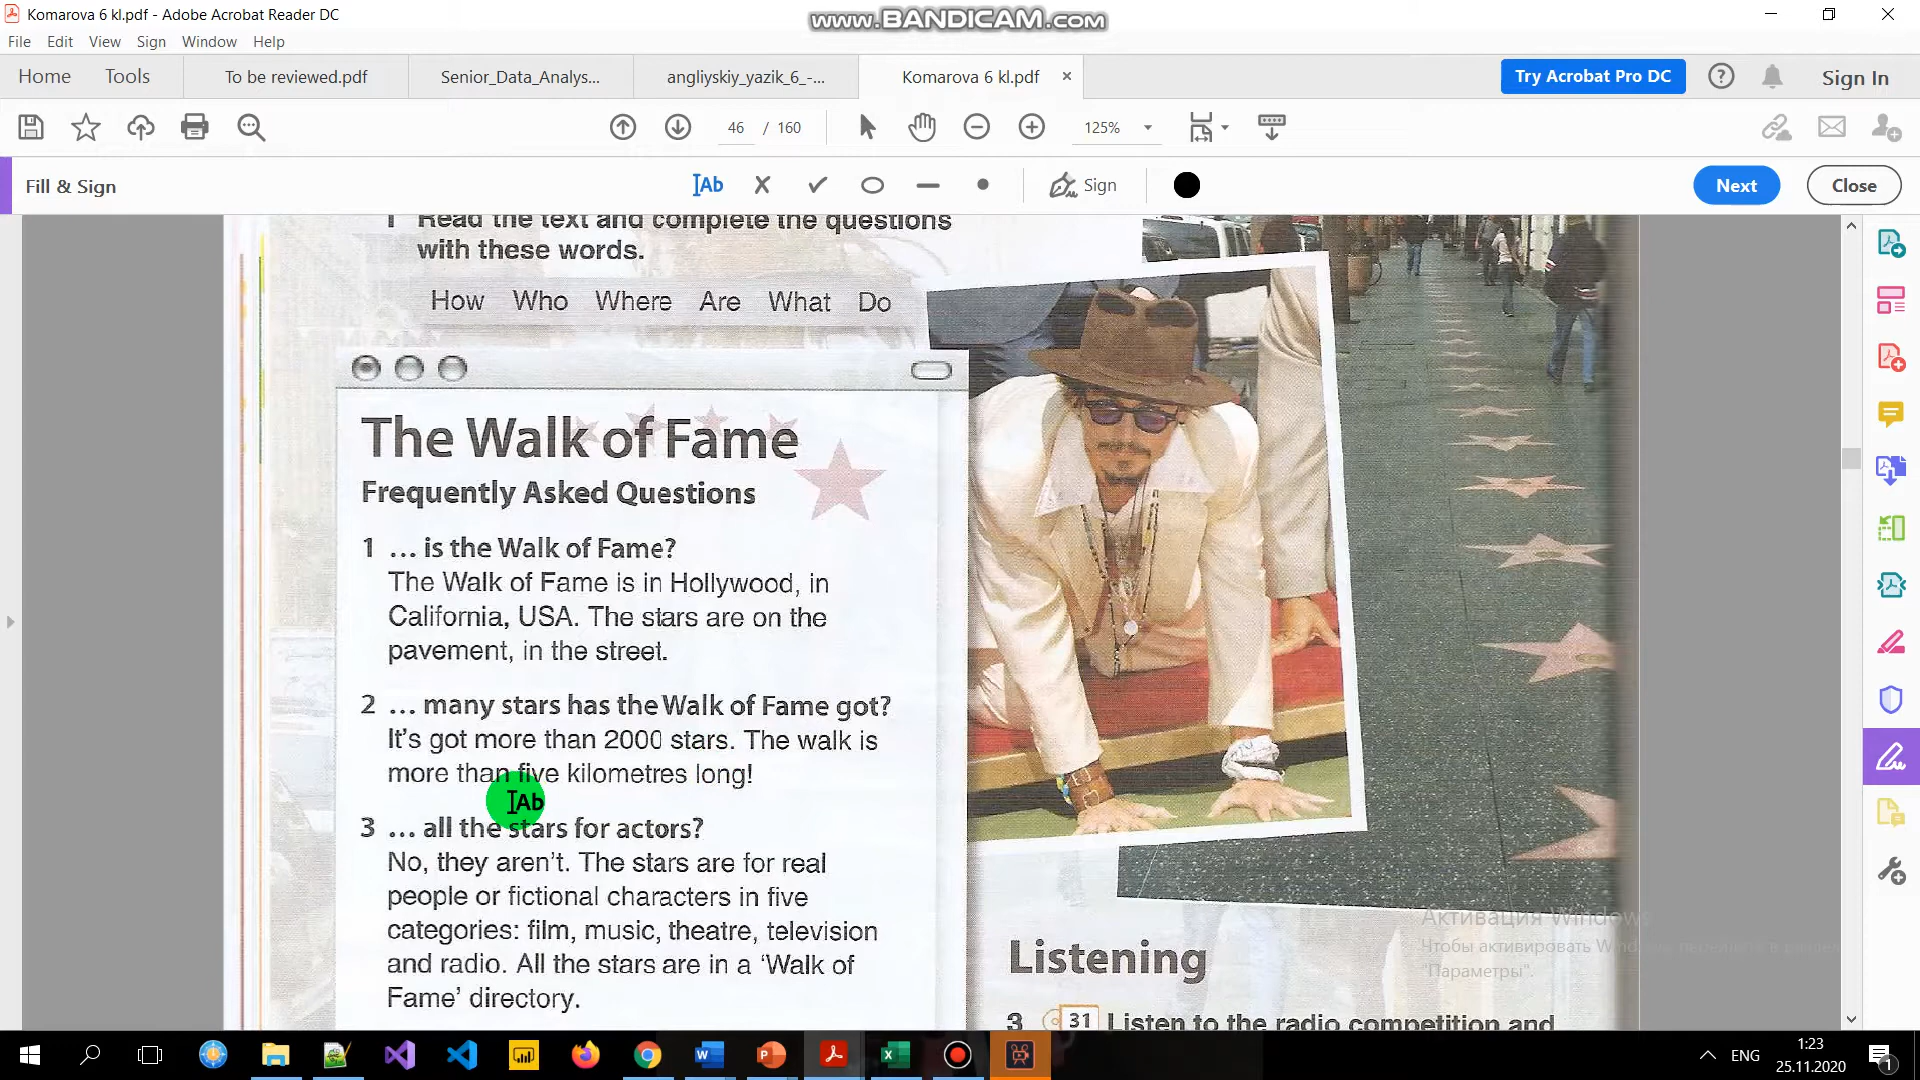 Komarova 6 kl.pdf - Adobe Acrobat Reader DC
www.BANDICAM.com
File Edit View Sign Window Help
Home Tools To be reviewed.pdf Senior_Data_Analys... angliyskiy_yazik_6_-... Komarova 6 kl.pdf × Try Acrobat Pro DC Sign In
46 / 160 125%
Fill & Sign Ab Sign Next Close
1 Read the text and complete the questions
with these words.
How Who Where Are What Do
The Walk of Fame
Frequently Asked Questions
1 ... is the Walk of Fame?
The Walk of Fame is in Hollywood, in
California, USA. The stars are on the
pavement, in the street.
2 ... many stars has the Walk of Fame got?
It's got more than 2000 stars. The walk is
more than five kilometres long!
Ab
3 ... all the stars for actors?
No, they aren't. The stars are for real
people or fictional characters in five
categories: film, music, theatre, television
and radio. All the stars are in a ‘Walk of
Fame’ directory.
Listening
3 31 Listen to the radio competition and
Активация Windows
Чтобы активировать Windows, перейдите в раздел
"Параметры".
ENG
1:23
25.11.2020
1